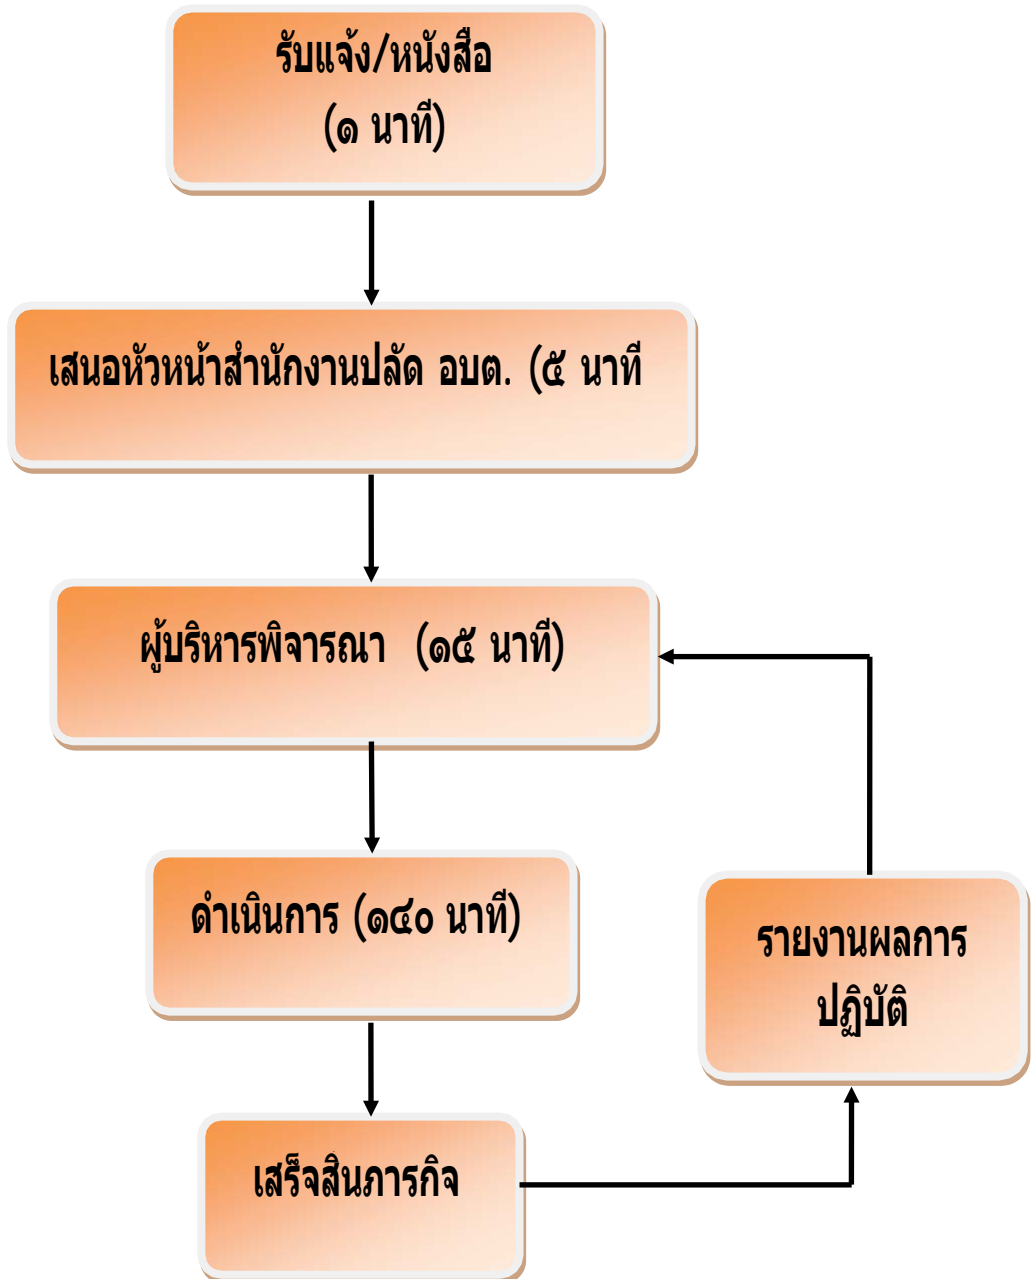 รับแจ้ง/หนังสือ
(๑ นาที)
เสนอหัวหน้าสำนักงานปลัด อบต. (๕ นาที
ผู้บริหารพิจารณา (๑๕ นาที)
ดำเนินการ (๑๔๐ นาที)
รายงานผลการ
ปฏิบัติ
เสร็จสินภารกิจ